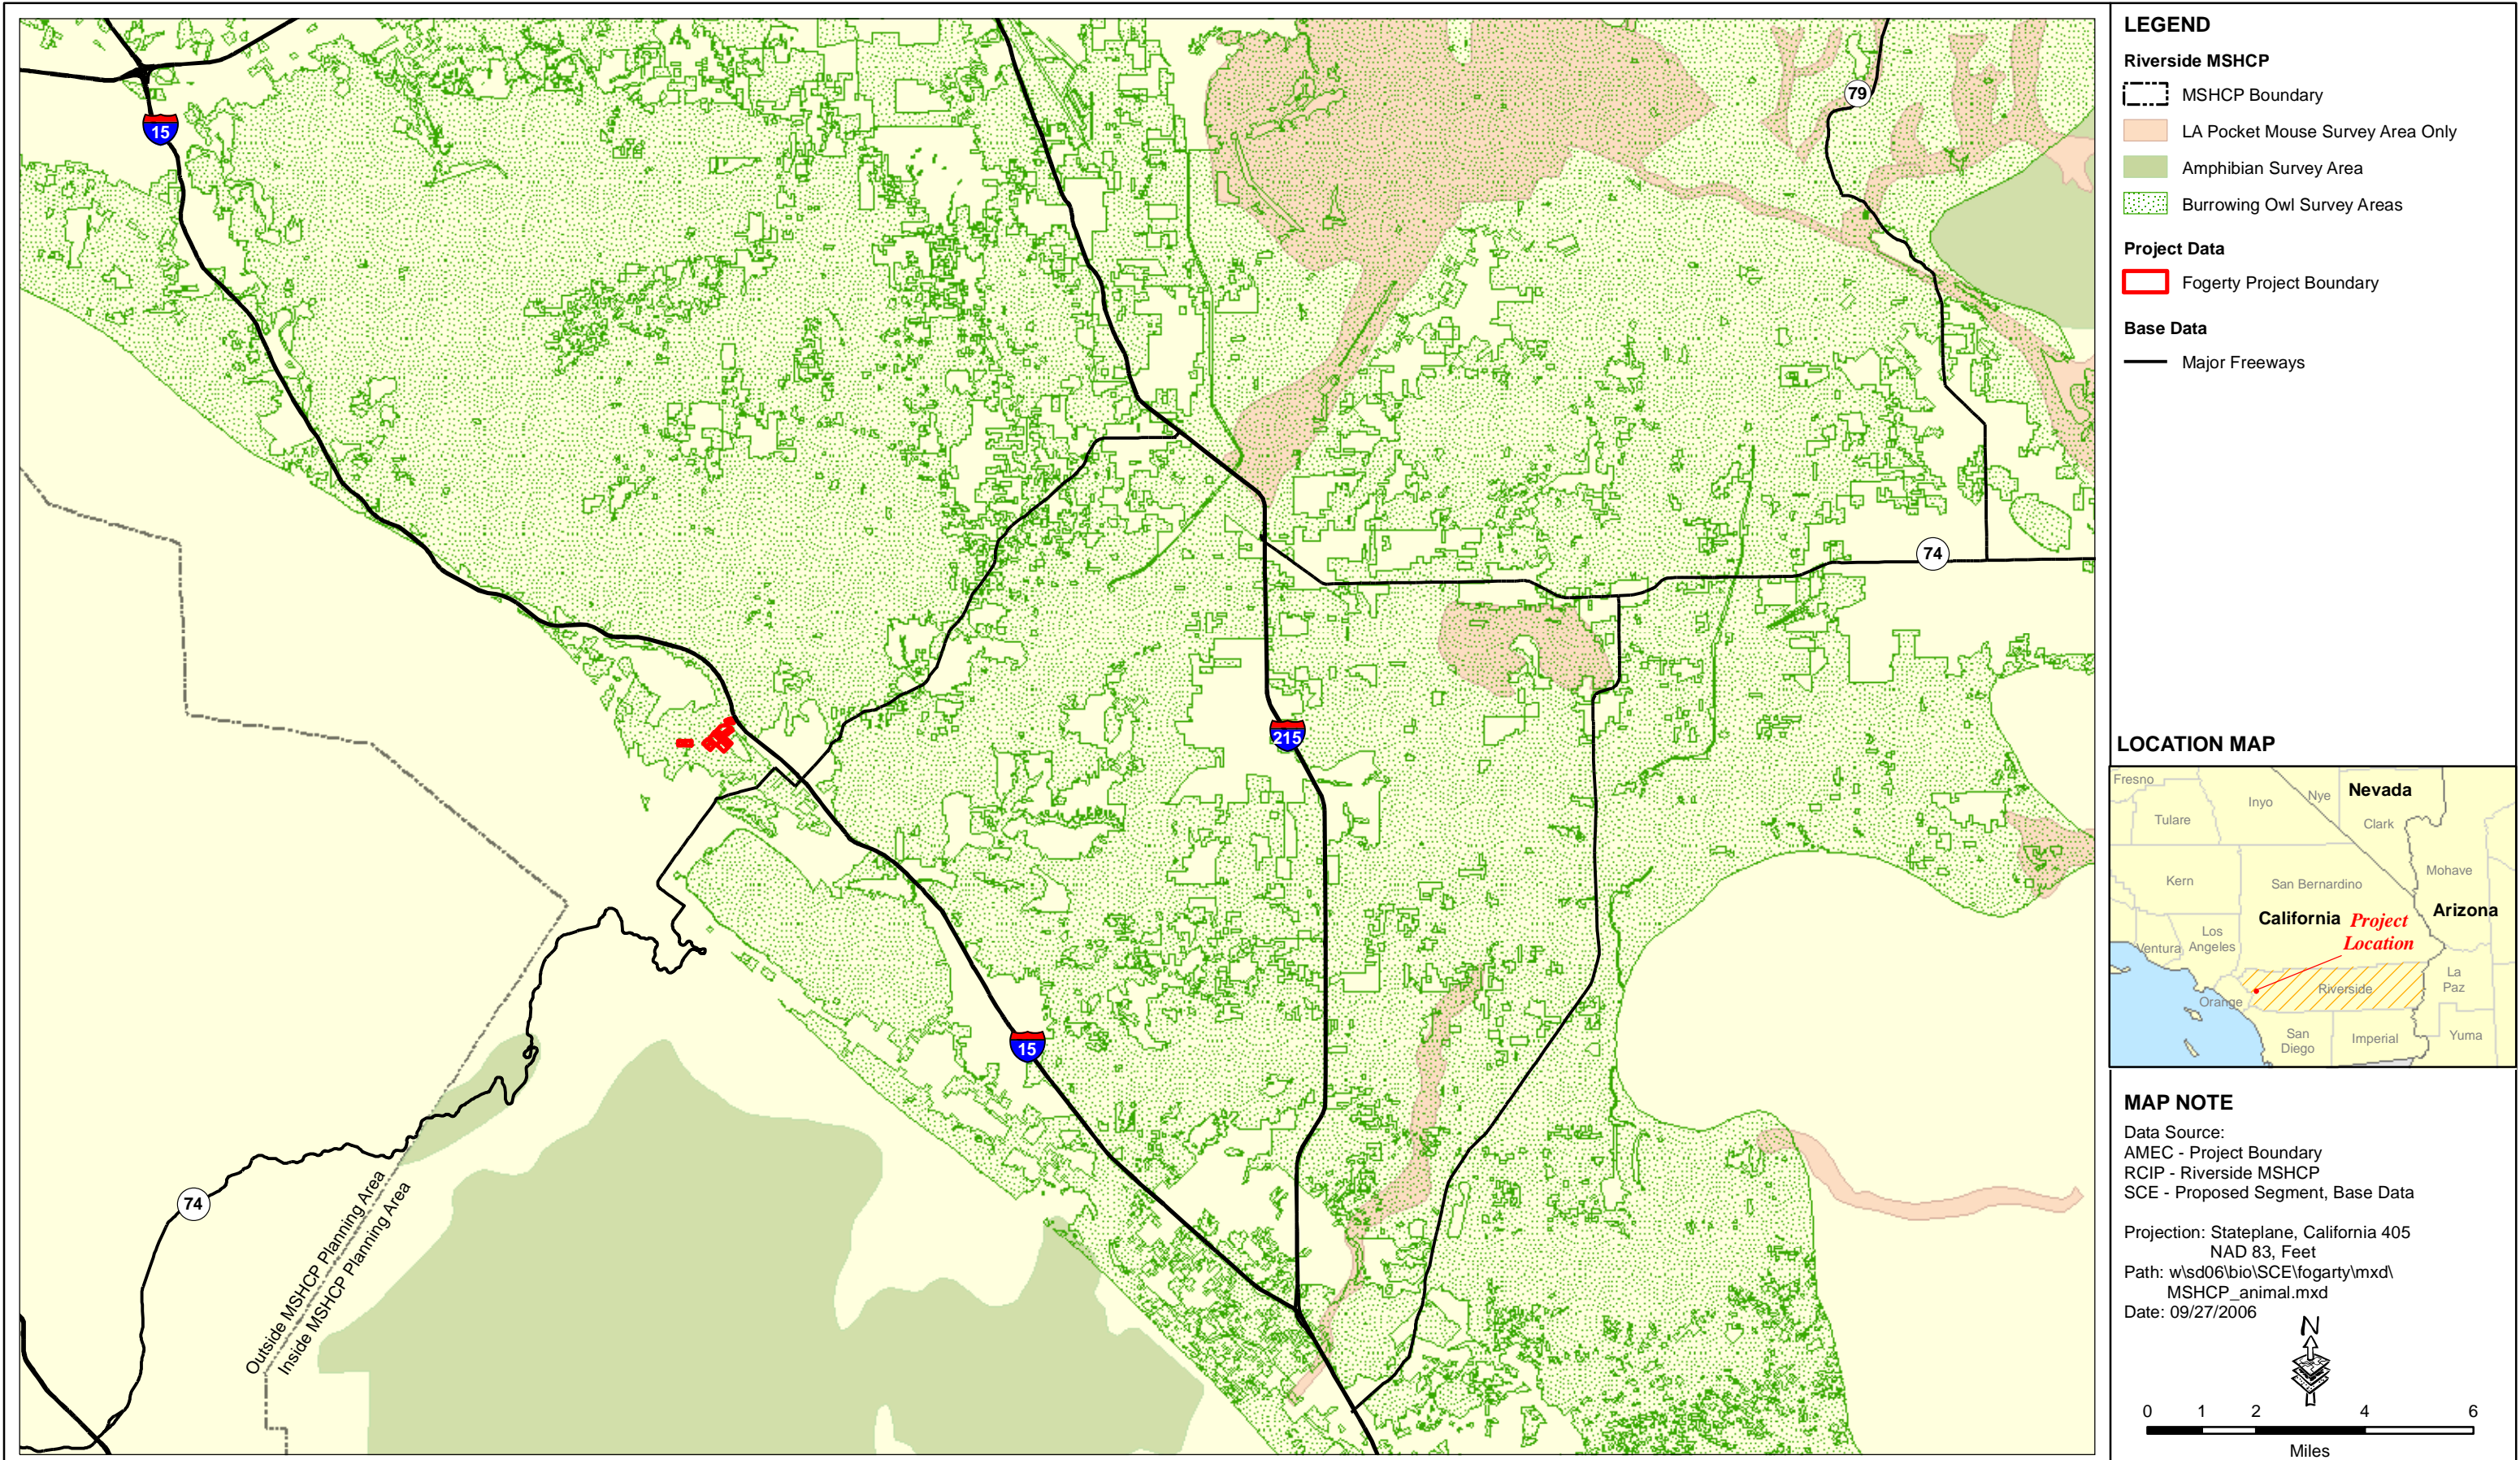 15
79
74
215
15
74
Outside MSHCP Planning Area
Inside MSHCP Planning Area
LEGEND
Riverside MSHCP
MSHCP Boundary
LA Pocket Mouse Survey Area Only
Amphibian Survey Area
Burrowing Owl Survey Areas
Project Data
Fogerty Project Boundary
Base Data
Major Freeways
LOCATION MAP
Fresno
Inyo
Nye
Nevada
Tulare
Clark
Mohave
Kern
San Bernardino
California
Project
Location
Arizona
Ventura
Los
Angeles
La
Paz
Orange
Riverside
San
Diego
Imperial
Yuma
MAP NOTE
Data Source:
AMEC - Project Boundary
RCIP - Riverside MSHCP
SCE - Proposed Segment, Base Data
Projection: Stateplane, California 405
NAD 83, Feet
Path: w\sd06\bio\SCE\fogarty\mxd\
MSHCP_animal.mxd
Date: 09/27/2006
N
0 1 2 4 6
Miles